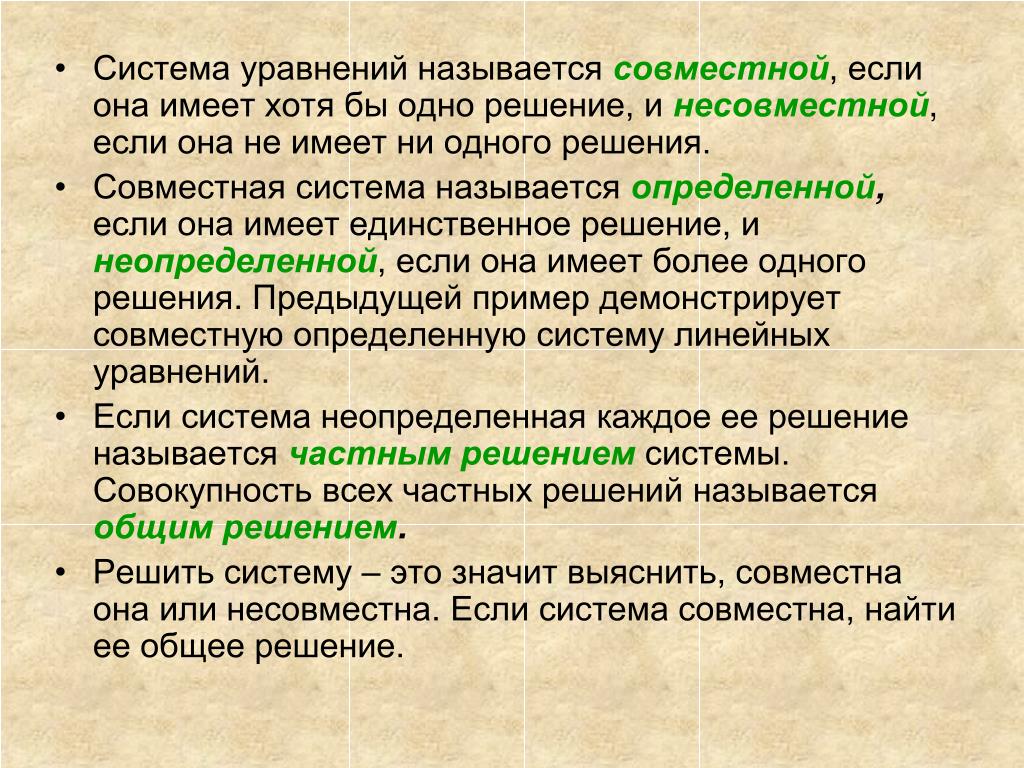 • Система уравнений называется совместной, если
она имеет хотя бы одно решение, и несовместной,
если она не имеет ни одного решения.
• Совместная система называется определенной,
если она имеет единственное решение, и
неопределенной, если она имеет более одного
решения. Предыдущей пример демонстрирует
совместную определенную систему линейных
уравнений.
• Если система неопределенная каждое ее решение
называется частным решением системы.
Совокупность всех частных решений называется
общим решением.
• Решить систему – это значит выяснить, совместна
она или несовместна. Если система совместна, найти
ее общее решение.